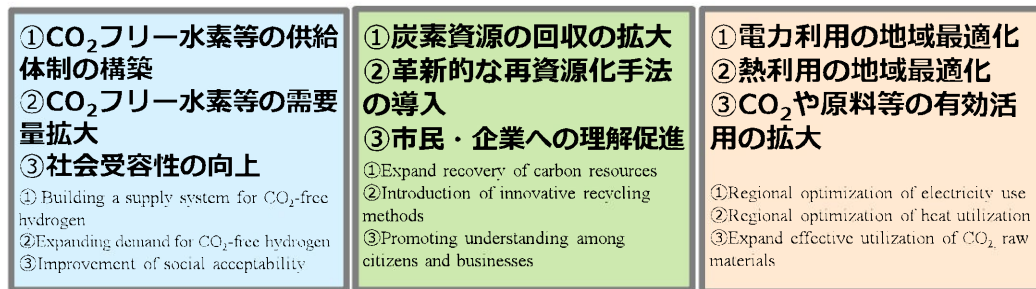 ①CO₂フリー水素等の供給
体制の構築
②CO₂フリー水素等の需要
量拡大
③社会受容性の向上
① Building a supply system for CO₂-free
hydrogen
②Expanding demand for CO₂-free hydrogen
③Improvement of social acceptability
①炭素資源の回収の拡大
②革新的な再資源化手法
の導入
③市民・企業への理解促進
①Expand recovery of carbon resources
②Introduction of innovative recycling
methods
③Promoting understanding among
citizens and businesses
①電力利用の地域最適化
②熱利用の地域最適化
③CO₂や原料等の有効活
用の拡大
①Regional optimization of electricity use
②Regional optimization of heat utilization
③Expand effective utilization of CO₂, raw
materials